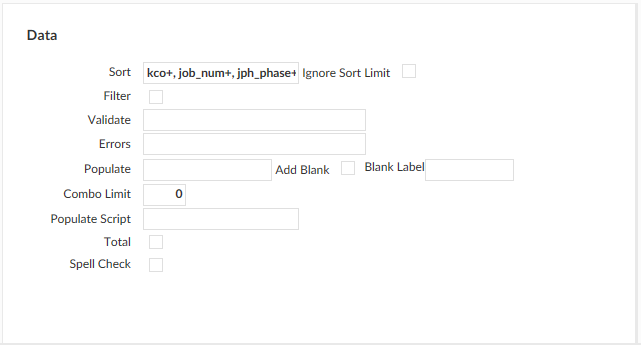 Data
Sort kco+, job_num+, jph_phase+ Ignore Sort Limit
Filter
Validate
Errors
Populate Add Blank Blank Label
Combo Limit 0
Populate Script
Total
Spell Check